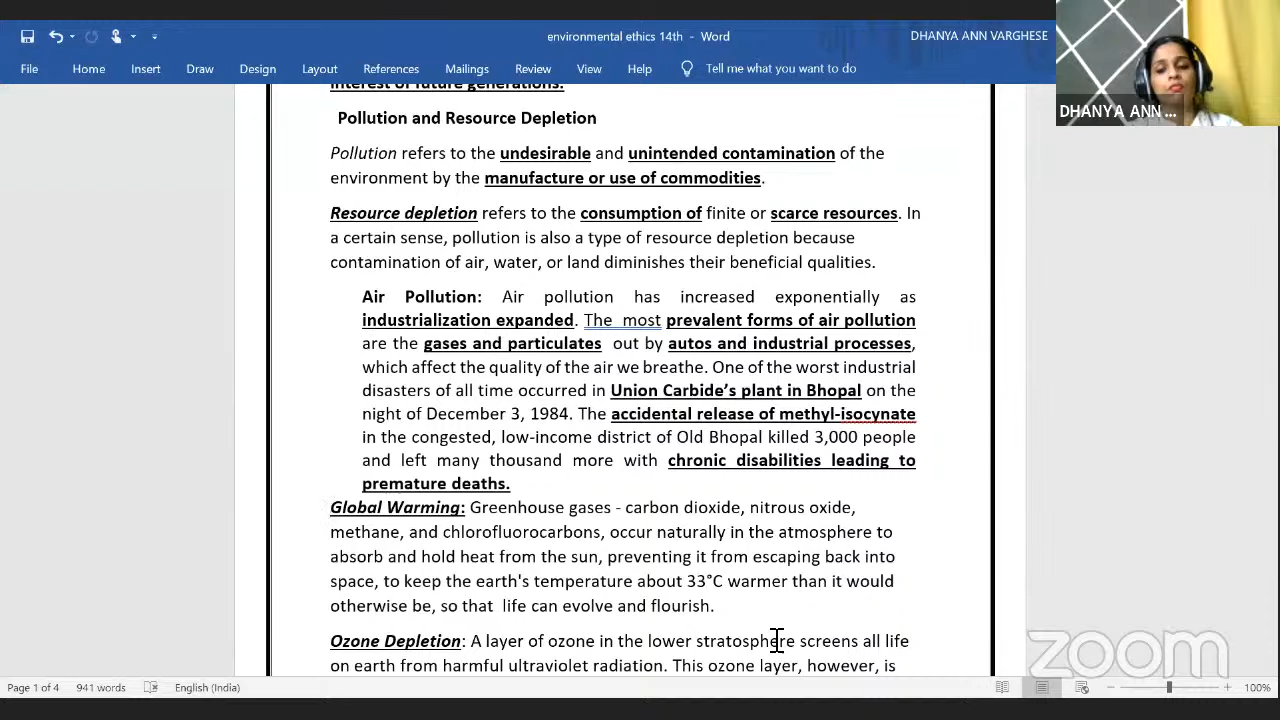 environmental ethics 14th - Word
DHANYA ANN VARGHESE
File Home Insert Draw Design Layout References Mailings Review View Help Tell me what you want to do
DHANYA ANN ...
interest of future generations.
Pollution and Resource Depletion
Pollution refers to the undesirable and unintended contamination of the
environment by the manufacture or use of commodities.
Resource depletion refers to the consumption of finite or scarce resources. In
a certain sense, pollution is also a type of resource depletion because
contamination of air, water, or land diminishes their beneficial qualities.
Air Pollution: Air pollution has increased exponentially as
industrialization expanded. The most prevalent forms of air pollution
are the gases and particulates out by autos and industrial processes,
which affect the quality of the air we breathe. One of the worst industrial
disasters of all time occurred in Union Carbide's plant in Bhopal on the
night of December 3, 1984. The accidental release of methyl-isocynate
in the congested, low-income district of Old Bhopal killed 3,000 people
and left many thousand more with chronic disabilities leading to
premature deaths.
Global Warming: Greenhouse gases - carbon dioxide, nitrous oxide,
methane, and chlorofluorocarbons, occur naturally in the atmosphere to
absorb and hold heat from the sun, preventing it from escaping back into
space, to keep the earth's temperature about 33°C warmer than it would
otherwise be, so that life can evolve and flourish.
Ozone Depletion: A layer of ozone in the lower stratosphere screens all life
on earth from harmful ultraviolet radiation. This ozone layer, however, is
zoom
Page 1 of 4 941 words English (India) 100%